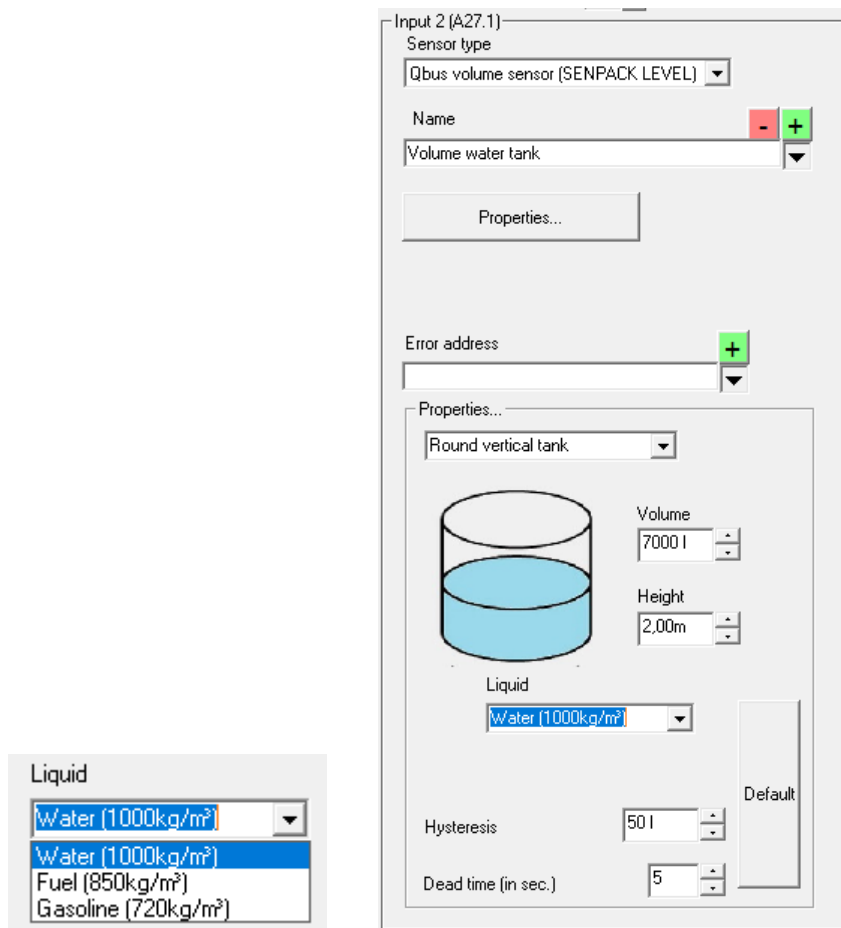 Input 2 (A27.1)
Sensor type
Qbus volume sensor (SENPACK LEVEL)
Name
- +
Volume water tank
Properties...
Error address
+
Properties...
Round vertical tank
Volume
7000 l
Height
2,00m
Liquid
Water (1000kg/m³)
Default
Hysteresis
50 l
Dead time (in sec.)
5
Liquid
Water (1000kg/m³)
Water (1000kg/m³)
Fuel (850kg/m³)
Gasoline (720kg/m³)